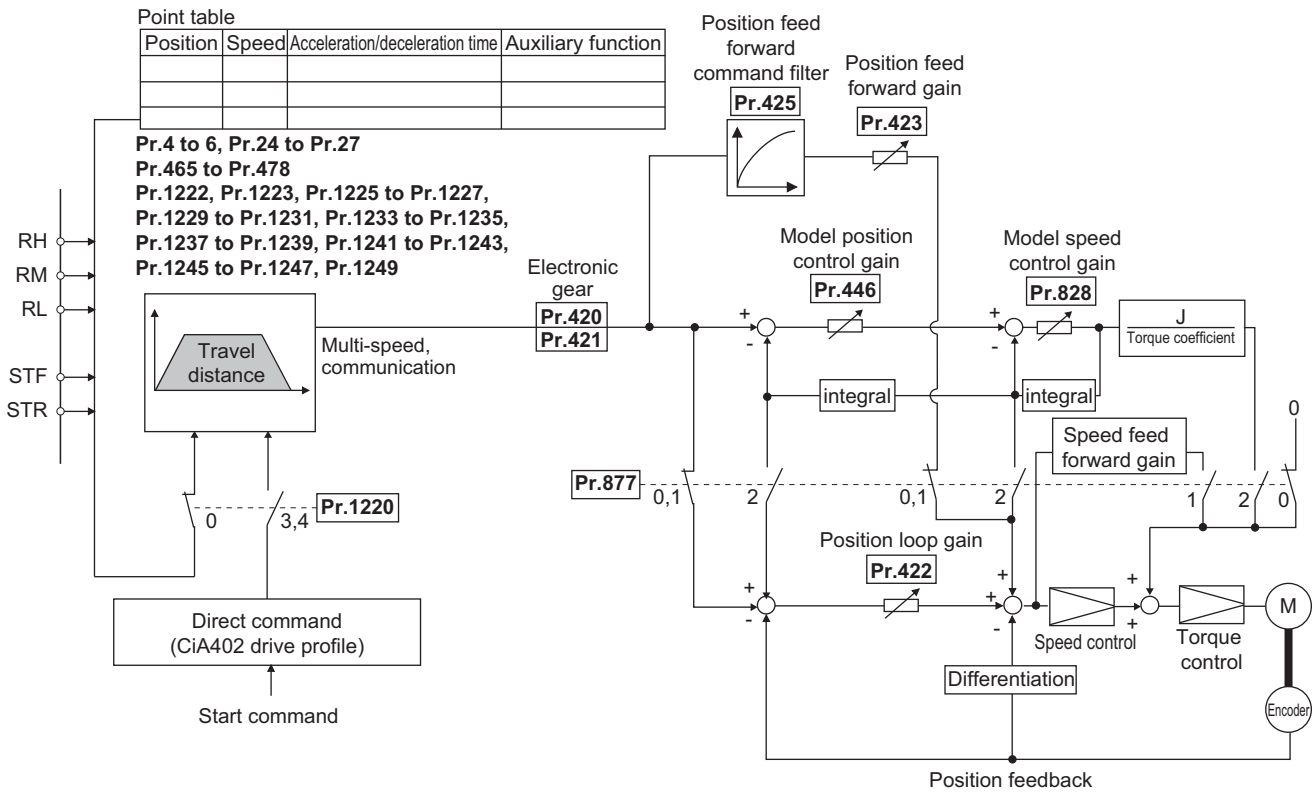 Point table
Position Speed Acceleration/deceleration time Auxiliary function
Pr.4 to 6, Pr.24 to Pr.27
Pr.465 to Pr.478
Pr.1222, Pr.1223, Pr.1225 to Pr.1227,
Pr.1229 to Pr.1231, Pr.1233 to Pr.1235,
Pr.1237 to Pr.1239, Pr.1241 to Pr.1243,
Pr.1245 to Pr.1247, Pr.1249
RH
RM
RL
STF
STR
Travel
distance
Multi-speed,
communication
0
3,4
Pr.1220
Direct command
(CiA402 drive profile)
Start command
Electronic
gear
Pr.420
Pr.421
Position feed
forward
command filter
Pr.425
Position feed
forward gain
Pr.423
Model position
control gain
Pr.446
Model speed
control gain
Pr.828
J
Torque coefficient
+
-
+
-
integral
integral
Speed feed
forward gain
0
Pr.877
0,1
2
0,1
2
1
2
0
Position loop gain
Pr.422
+
-
+
+
-
+
+
Speed control
Torque
control
M
Encoder
Differentiation
Position feedback